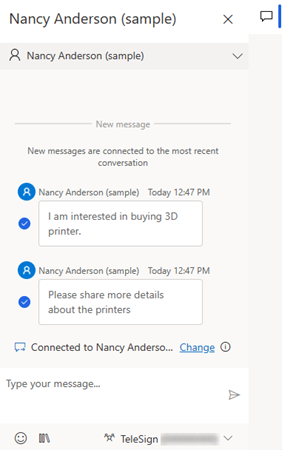 Nancy Anderson (sample)
Nancy Anderson (sample)
New message
New messages are connected to the most recent
conversation
Nancy Anderson (sample) Today 12:47 PM
I am interested in buying 3D
printer.
Nancy Anderson (sample) Today 12:47 PM
Please share more details
about the printers
Connected to Nancy Anderso... Change
Type your message...
TeleSign